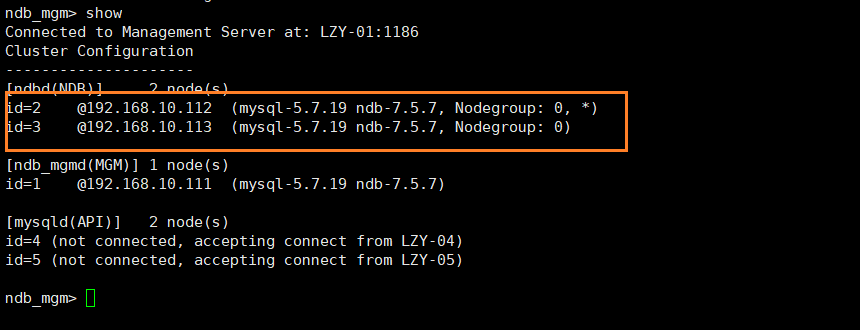 ndb_mgm> show
Connected to Management Server at: LZY-01:1186
Cluster Configuration
---------------------
[ndbd(NDB)]     2 node(s)
id=2    @192.168.10.112  (mysql-5.7.19 ndb-7.5.7, Nodegroup: 0, *)
id=3    @192.168.10.113  (mysql-5.7.19 ndb-7.5.7, Nodegroup: 0)
[ndb_mgmd(MGM)] 1 node(s)
id=1    @192.168.10.111  (mysql-5.7.19 ndb-7.5.7)
[mysqld(API)]   2 node(s)
id=4 (not connected, accepting connect from LZY-04)
id=5 (not connected, accepting connect from LZY-05)
ndb_mgm>